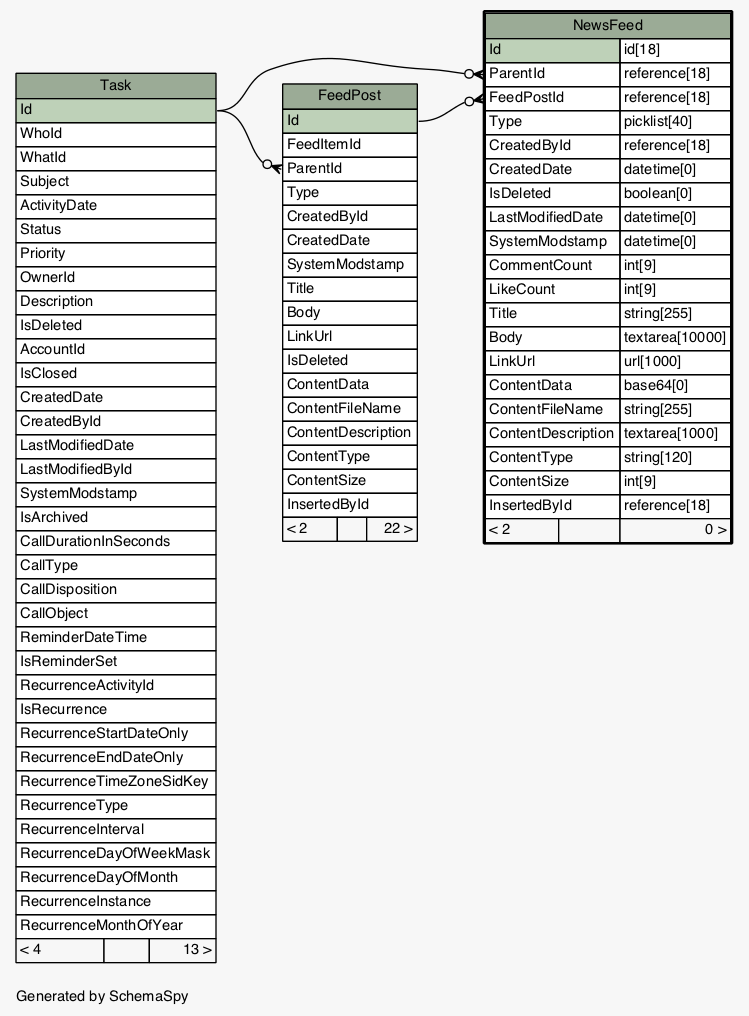 Task
Id
WhoId
WhatId
Subject
ActivityDate
Status
Priority
OwnerId
Description
IsDeleted
AccountId
IsClosed
CreatedDate
CreatedById
LastModifiedDate
LastModifiedById
SystemModstamp
IsArchived
CallDurationInSeconds
CallType
CallDisposition
CallObject
ReminderDateTime
IsReminderSet
RecurrenceActivityId
IsRecurrence
RecurrenceStartDateOnly
RecurrenceEndDateOnly
RecurrenceTimeZoneSidKey
RecurrenceType
RecurrenceInterval
RecurrenceDayOfWeekMask
RecurrenceDayOfMonth
RecurrenceInstance
RecurrenceMonthOfYear
< 4 13 >
FeedPost
Id
FeedItemId
ParentId
Type
CreatedById
CreatedDate
SystemModstamp
Title
Body
LinkUrl
IsDeleted
ContentData
ContentFileName
ContentDescription
ContentType
ContentSize
InsertedById
< 2 22 >
NewsFeed
Id id[18]
ParentId reference[18]
FeedPostId reference[18]
Type picklist[40]
CreatedById reference[18]
CreatedDate datetime[0]
IsDeleted boolean[0]
LastModifiedDate datetime[0]
SystemModstamp datetime[0]
CommentCount int[9]
LikeCount int[9]
Title string[255]
Body textarea[10000]
LinkUrl url[1000]
ContentData base64[0]
ContentFileName string[255]
ContentDescription textarea[1000]
ContentType string[120]
ContentSize int[9]
InsertedById reference[18]
< 2 0 >
Generated by SchemaSpy